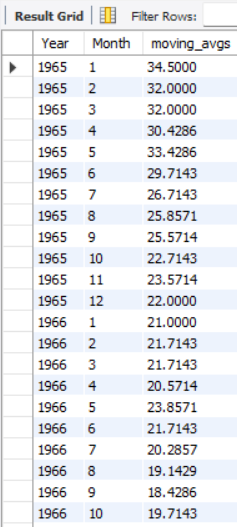 Result Grid Filter Rows:
Year Month moving_avgs
1965 1 34.5000
1965 2 32.0000
1965 3 32.0000
1965 4 30.4286
1965 5 33.4286
1965 6 29.7143
1965 7 26.7143
1965 8 25.8571
1965 9 25.5714
1965 10 22.7143
1965 11 23.5714
1965 12 22.0000
1966 1 21.0000
1966 2 21.7143
1966 3 21.7143
1966 4 20.5714
1966 5 23.8571
1966 6 21.7143
1966 7 20.2857
1966 8 19.1429
1966 9 18.4286
1966 10 19.7143